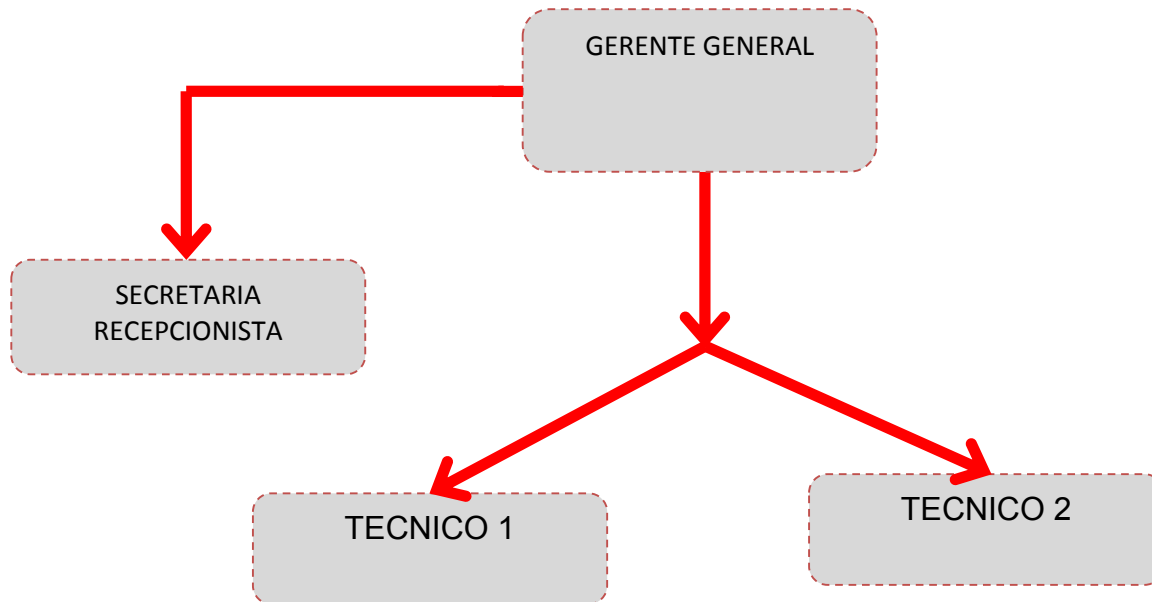 GERENTE GENERAL
SECRETARIA
RECEPCIONISTA
TECNICO 1
TECNICO 2